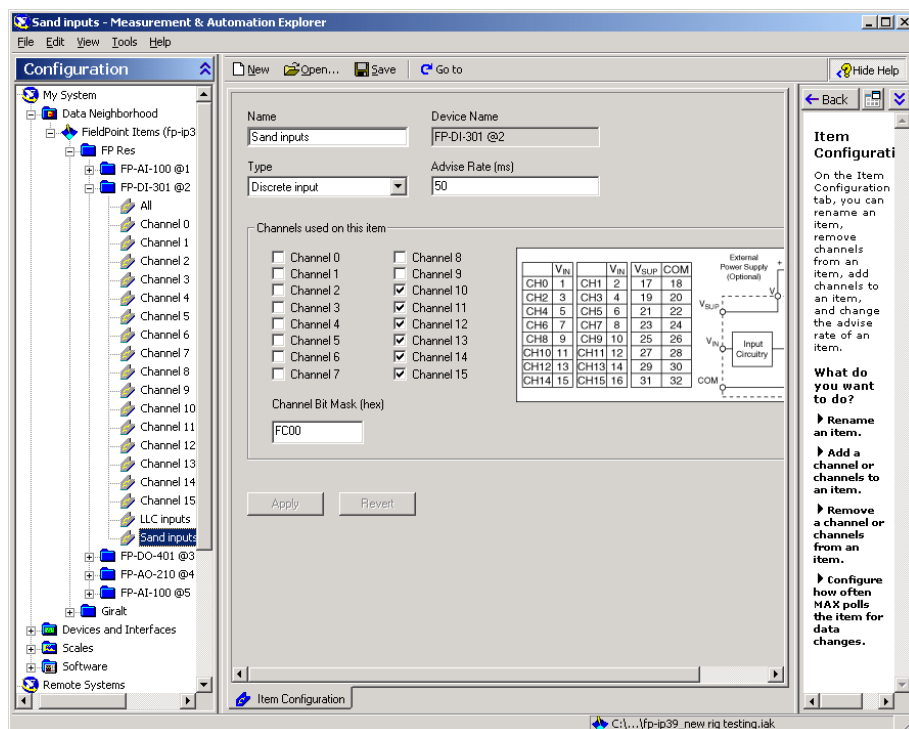 Sand inputs - Measurement & Automation Explorer
File Edit View Tools Help
Configuration
New Open... Save Go to
Hide Help
My System
Data Neighborhood
FieldPoint Items (fp-ip3
FP Res
FP-AI-100 @1
FP-DI-301 @2
All
Channel 0
Channel 1
Channel 2
Channel 3
Channel 4
Channel 5
Channel 6
Channel 7
Channel 8
Channel 9
Channel 10
Channel 11
Channel 12
Channel 13
Channel 14
Channel 15
LLC inputs
Sand inputs
FP-DO-401 @3
FP-AO-210 @4
FP-AI-100 @5
Giralt
Devices and Interfaces
Scales
Software
Remote Systems
Name Device Name
Sand inputs FP-DI-301 @2
Type Advise Rate (ms)
Discrete input 50
Channels used on this item
Channel 0 Channel 8
Channel 1 Channel 9
Channel 2 Channel 10
Channel 3 Channel 11
Channel 4 Channel 12
Channel 5 Channel 13
Channel 6 Channel 14
Channel 7 Channel 15
Channel Bit Mask (hex)
FC00
VIN VIN VSUP COM
CH0 1 CH1 2 17 18
CH2 3 CH3 4 19 20
CH4 5 CH5 6 21 22
CH6 7 CH7 8 23 24
CH8 9 CH9 10 25 26
CH10 11 CH11 12 27 28
CH12 13 CH13 14 29 30
CH14 15 CH15 16 31 32
External
Power Supply +
(Optional)
V
VSUP
VIN
Input
Circuitry
COM
Apply Revert
Item Configuration
Back
Item
Configurati
On the Item
Configuration
tab, you can
rename an
item,
remove
channels
from an
item, add
channels to
an item,
and change
the advise
rate of an
item.
What do
you want
to do?
Rename
an item.
Add a
channel or
channels to
an item.
Remove
a channel or
channels
from an
item.
Configure
how often
MAX polls
the item for
data
changes.
C:\...\fp-ip39_new rig testing.iak